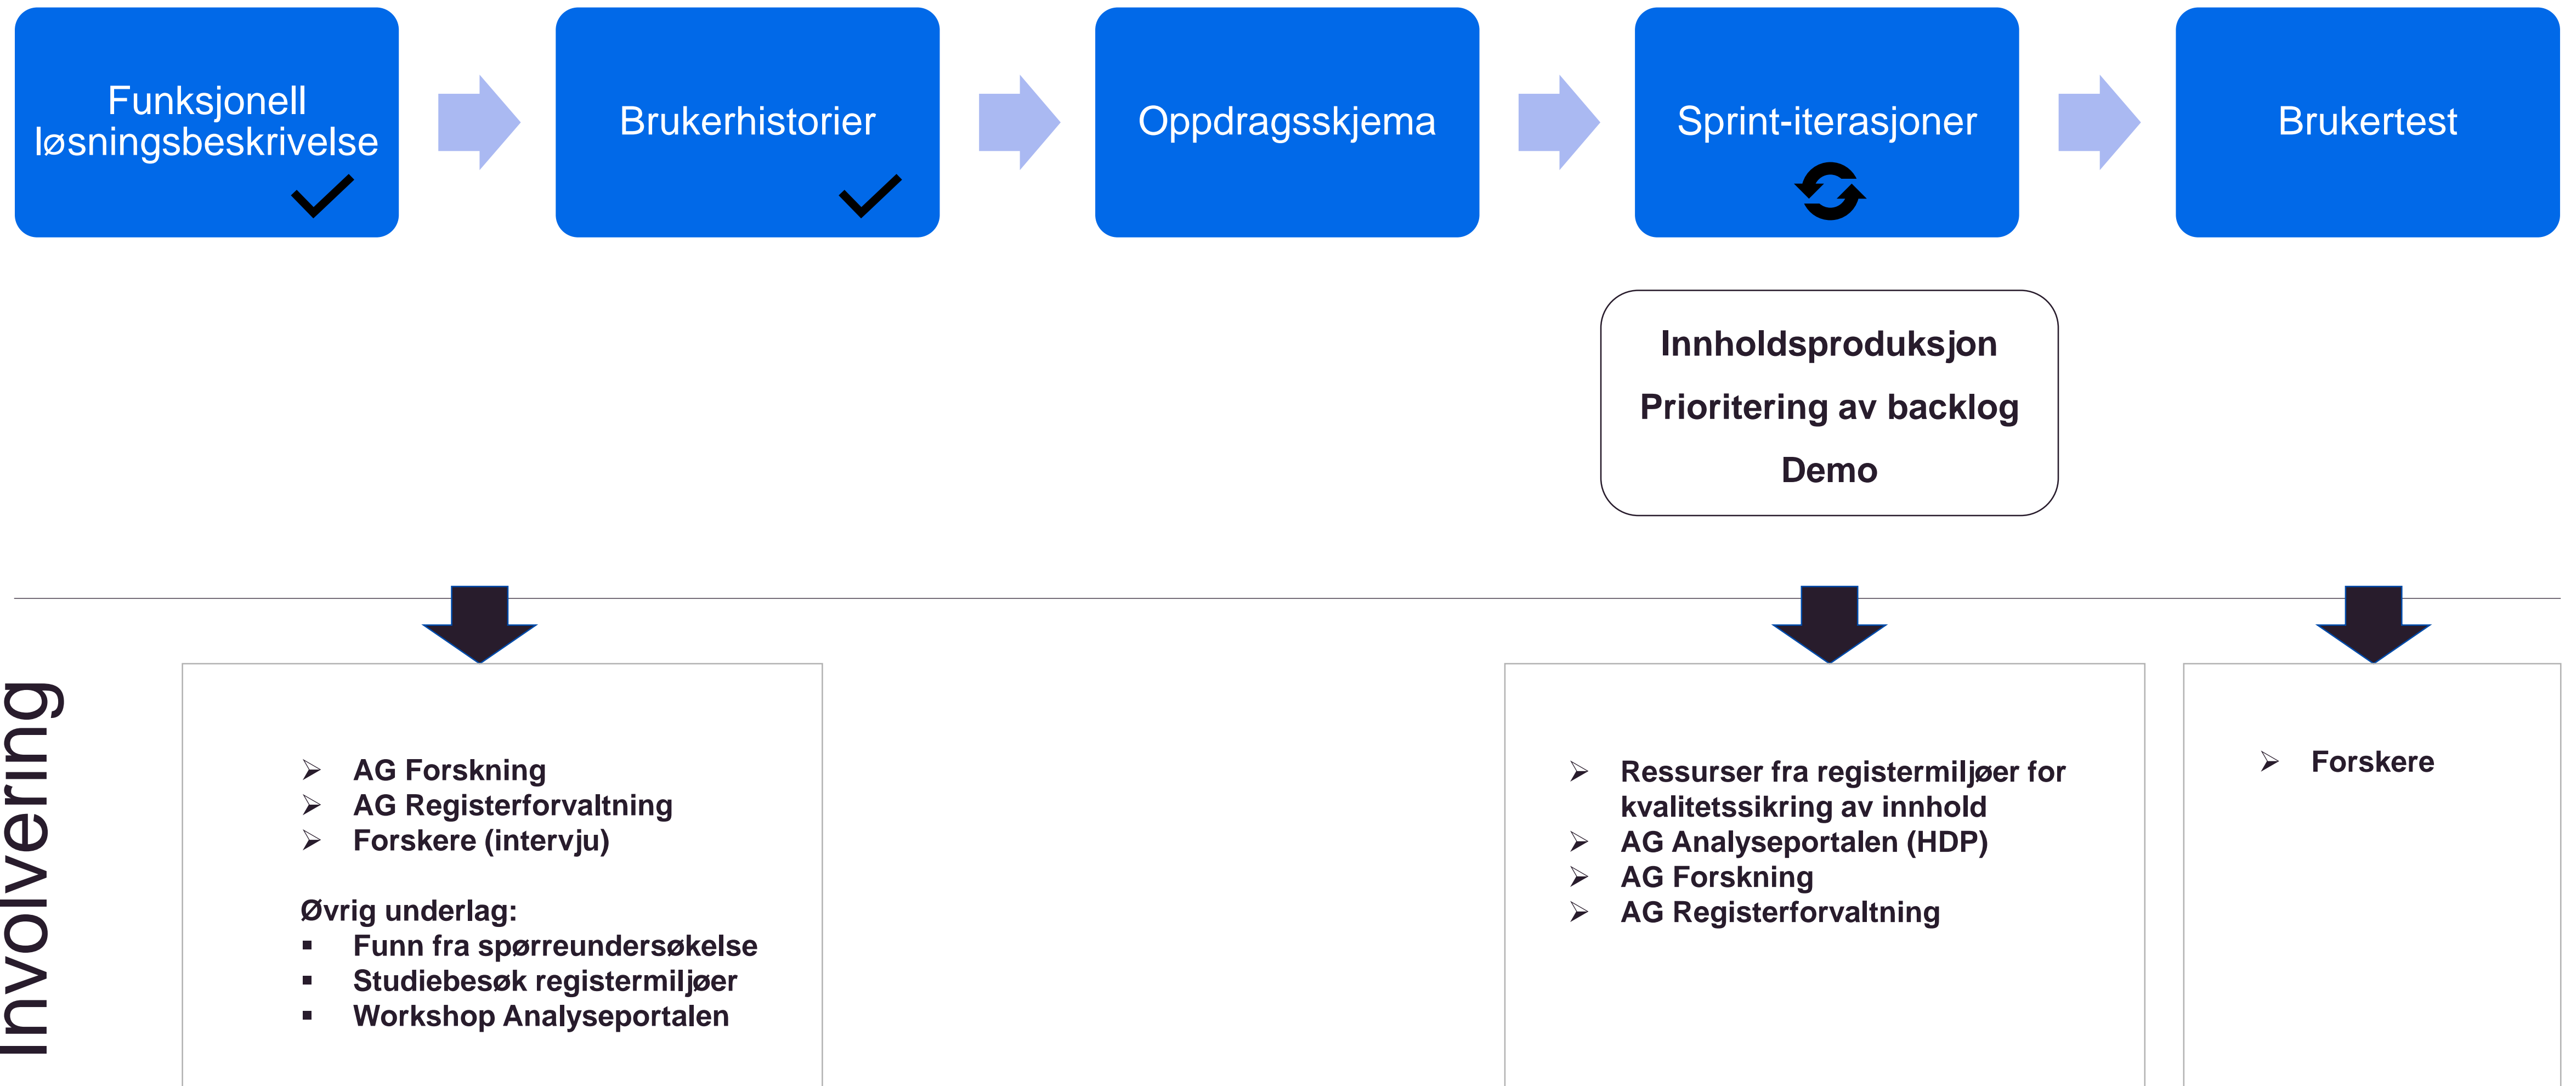 Funksjonell
løsningsbeskrivelse
Brukerhistorier
Oppdragsskjema
Sprint-iterasjoner
Brukertest
Innholdsproduksjon
Prioritering av backlog
Demo
Involvering
➢ AG Forskning
➢ AG Registerforvaltning
➢ Forskere (intervju)
Øvrig underlag:
▪ Funn fra spørreundersøkelse
▪ Studiebesøk registermiljøer
▪ Workshop Analyseportalen
➢ Ressurser fra registermiljøer for
kvalitetssikring av innhold
➢ AG Analyseportalen (HDP)
➢ AG Forskning
➢ AG Registerforvaltning
➢ Forskere